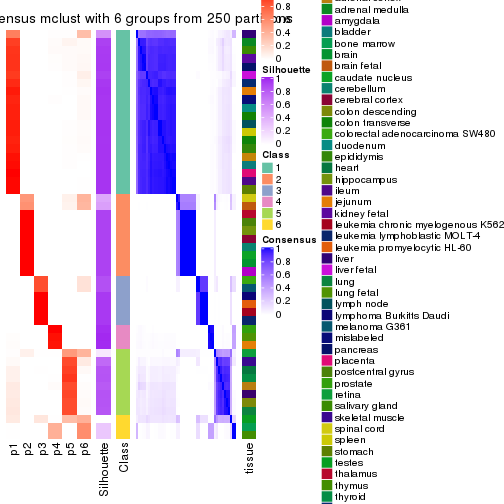 ensus mclust with 6 groups from 250 partitions
0.8
0.6
0.4
0.2
0
Silhouette
1
0.8
0.6
0.4
0.2
0
Class
1
2
3
4
5
6
Consensus
1
0.8
0.6
0.4
0.2
0
p1
p2
p3
p4
p5
p6
Silhouette
Class
tissue
adrenal medulla
amygdala
bladder
bone marrow
brain
brain fetal
caudate nucleus
cerebellum
cerebral cortex
colon descending
colon transverse
colorectal adenocarcinoma SW480
duodenum
epididymis
heart
hippocampus
ileum
jejunum
kidney fetal
leukemia chronic myelogenous K562
leukemia lymphoblastic MOLT-4
leukemia promyelocytic HL-60
liver
liver fetal
lung
lung fetal
lymph node
lymphoma Burkitts Daudi
melanoma G361
mislabeled
pancreas
placenta
postcentral gyrus
prostate
retina
salivary gland
skeletal muscle
spinal cord
spleen
stomach
testes
thalamus
thymus
thyroid